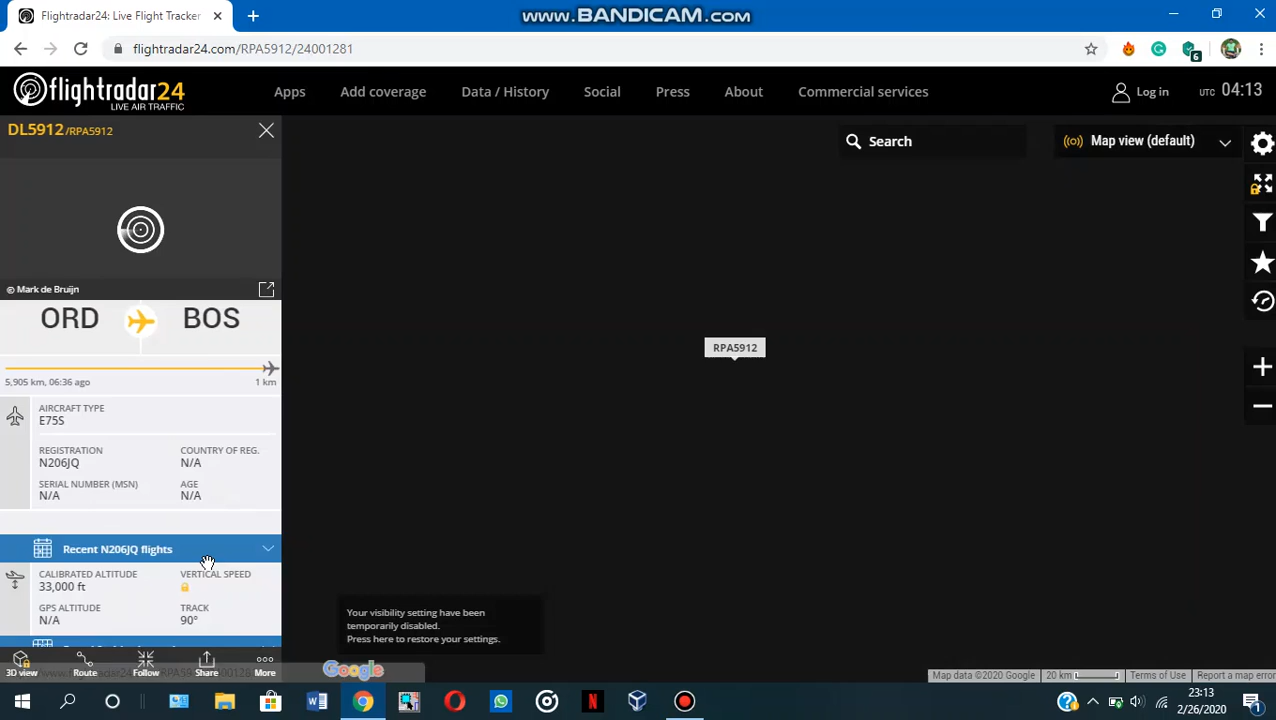 Flightradar24: Live Flight Tracker
www.BANDICAM.com
flightradar24.com/RPA5912/24001281
6
flightradar24
LIVE AIR TRAFFIC
Apps
Add coverage
Data / History
Social
Press
About
Commercial services
Log in
UTC 04:13
DL5912 /RPA5912
Search
Map view (default)
© Mark de Bruijn
ORD
BOS
5,905 km, 06:36 ago
1 km
RPA5912
AIRCRAFT TYPE
E75S
REGISTRATION
COUNTRY OF REG.
N206JQ
N/A
SERIAL NUMBER (MSN)
AGE
N/A
N/A
Recent N206JQ flights
CALIBRATED ALTITUDE
VERTICAL SPEED
33,000 ft
GPS ALTITUDE
TRACK
N/A
90°
Your visibility setting have been
temporarily disabled.
Press here to restore your settings.
3D view
Route
Follow
Share
More
Google
Map data ©2020 Google
20 km
Terms of Use
Report a map error
23:13
2/26/2020
1